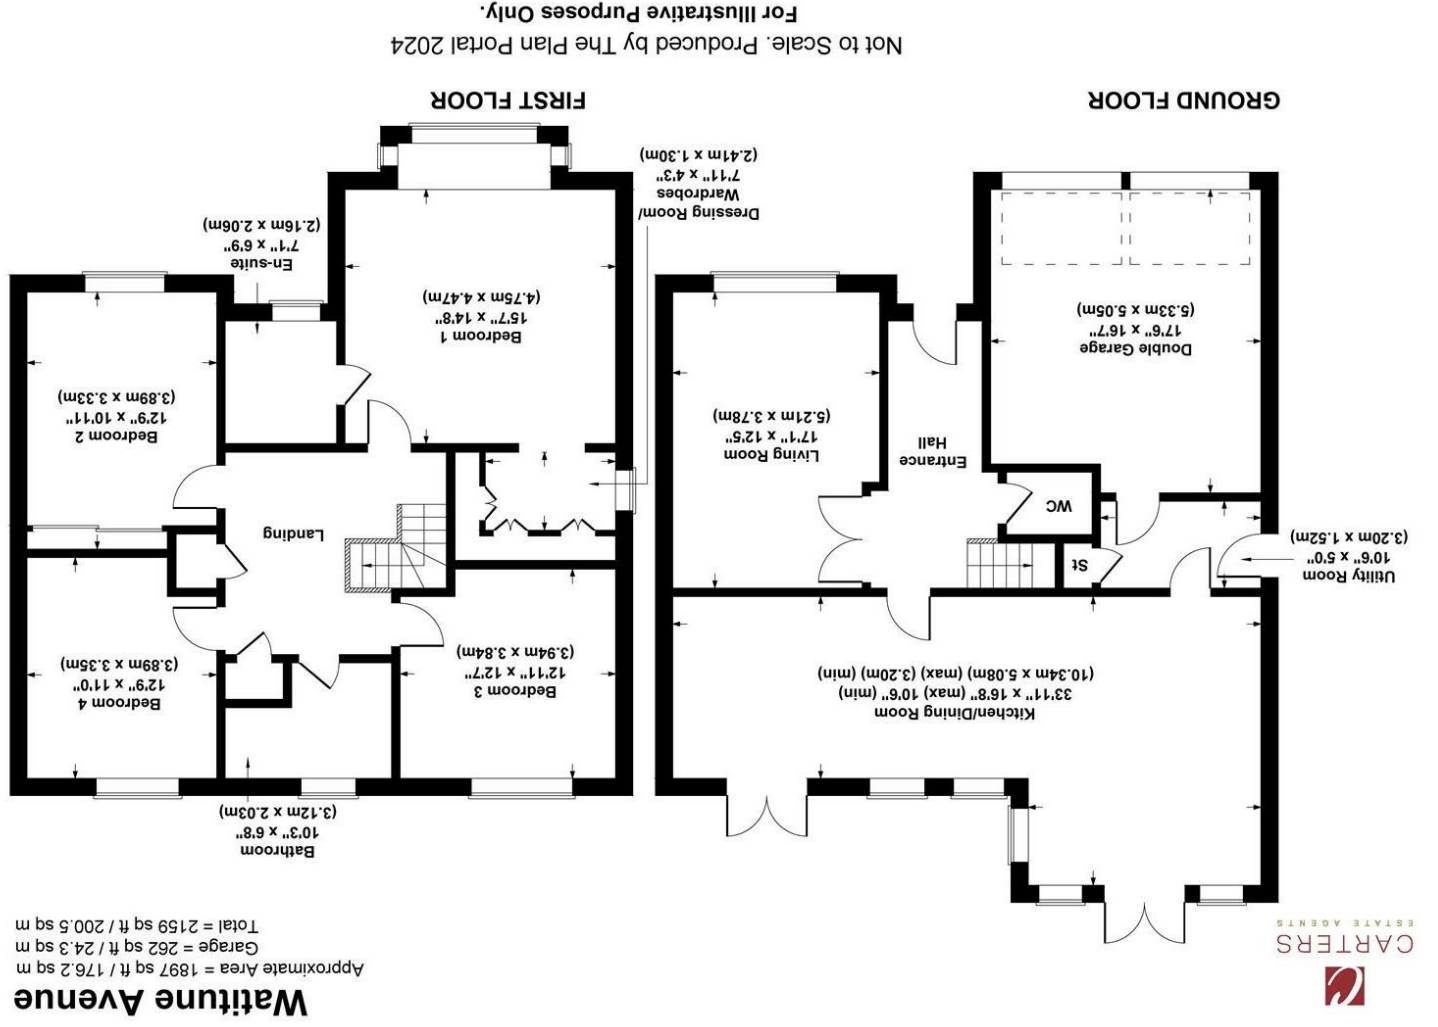 Watitune Avenue
Approximate Area = 1897 sq ft / 176.2 sq m
Garage = 262 sq ft / 24.3 sq m
Total = 2159 sq ft / 200.5 sq m
CARTERS
ESTATE AGENTS
Kitchen/Dining Room
33'11" x 16'8" (max) 10'6" (min)
(10.34m x 5.08m) (max) (3.20m) (min)
Utility Room
10'6" x 5'0"
(3.20m x 1.52m)
St
WC
Entrance
Hall
Living Room
17'1" x 12'5"
(5.21m x 3.78m)
Double Garage
17'6" x 16'7"
(5.33m x 5.05m)
GROUND FLOOR
Bathroom
10'3" x 6'8"
(3.12m x 2.03m)
Bedroom 3
12'11" x 12'7"
(3.94m x 3.84m)
Bedroom 4
12'9" x 11'0"
(3.89m x 3.35m)
Landing
Bedroom 2
12'9" x 10'11"
(3.89m x 3.33m)
Bedroom 1
15'7" x 14'8"
(4.75m x 4.47m)
En-suite
7'1" x 6'9"
(2.16m x 2.06m)
Dressing Room/
Wardrobes
7'11" x 4'3"
(2.41m x 1.30m)
FIRST FLOOR
Not to Scale. Produced by The Plan Portal 2024
For Illustrative Purposes Only.